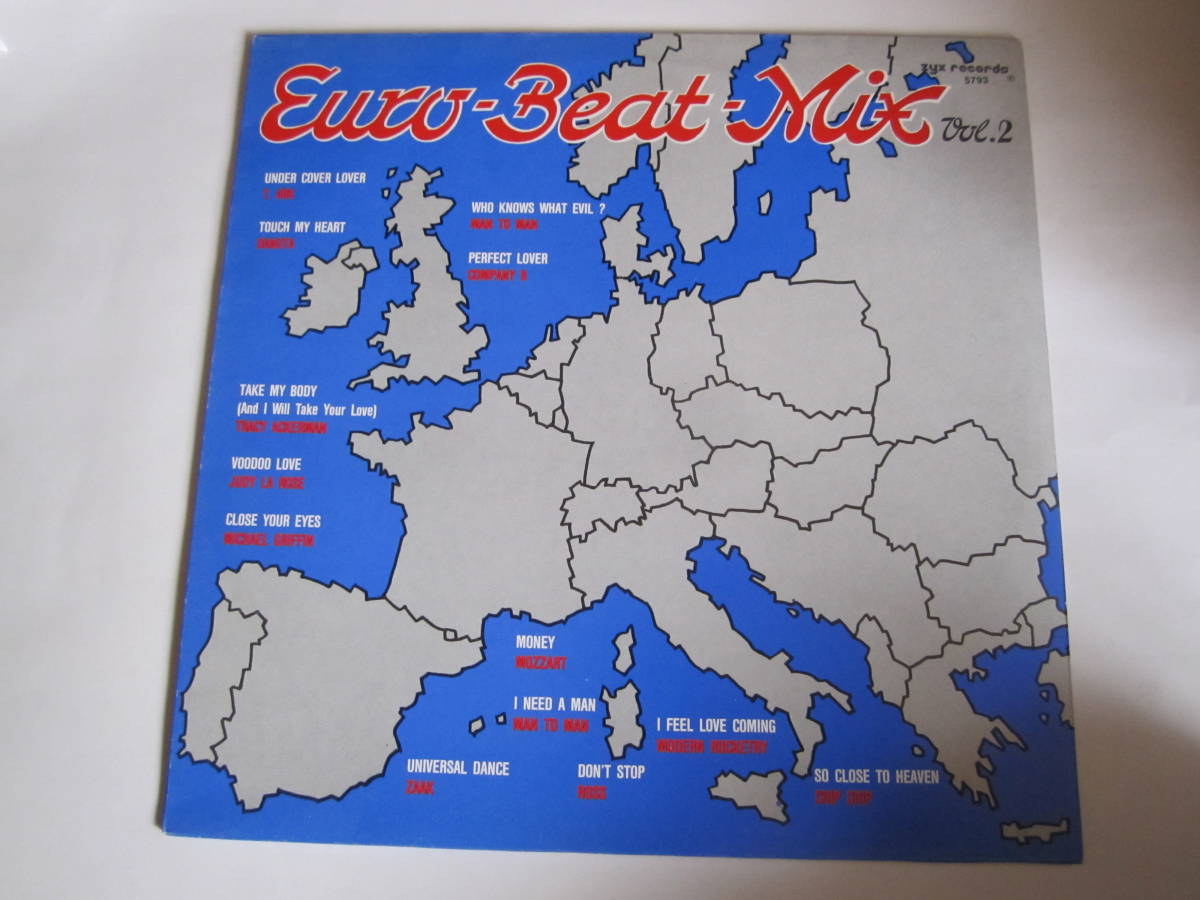 Euro-Beat-Mix
Vol.2
zyx records
5793
UNDER COVER LOVER
TOUCH MY HEART
WHO KNOWS WHAT EVIL ?
MAN TO MAN
PERFECT LOVER
COMPANY B
TAKE MY BODY
(And I Will Take Your Love)
TRACY ACKERMAN
VOODOO LOVE
JUDY LA ROSE
CLOSE YOUR EYES
MICHAEL GRIFFIN
MONEY
MOZZART
I NEED A MAN
MAN TO MAN
I FEEL LOVE COMING
MODERN ROCKETRY
UNIVERSAL DANCE
ZAAK
DON'T STOP
ROSS
SO CLOSE TO HEAVEN
CHIP CHIP